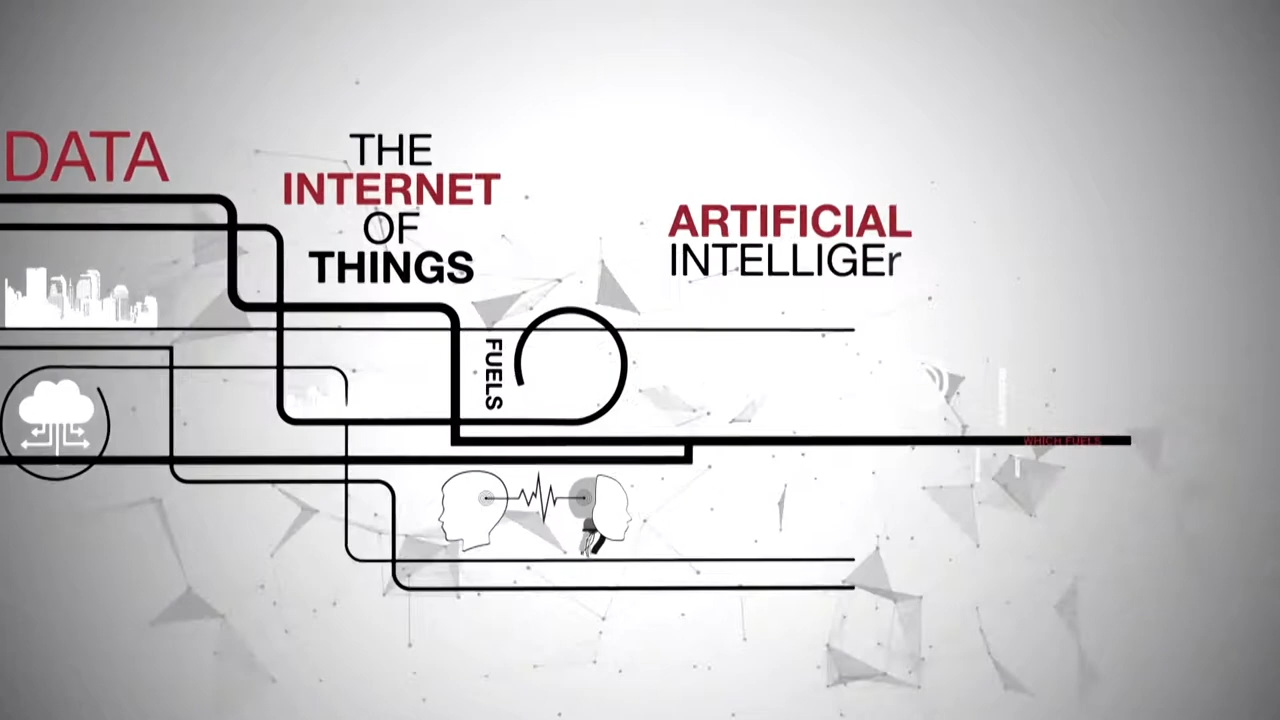 DATA
THE
INTERNET
OF
THINGS
FUELS
ARTIFICIAL
INTELLIGEr
WHICH FUELS